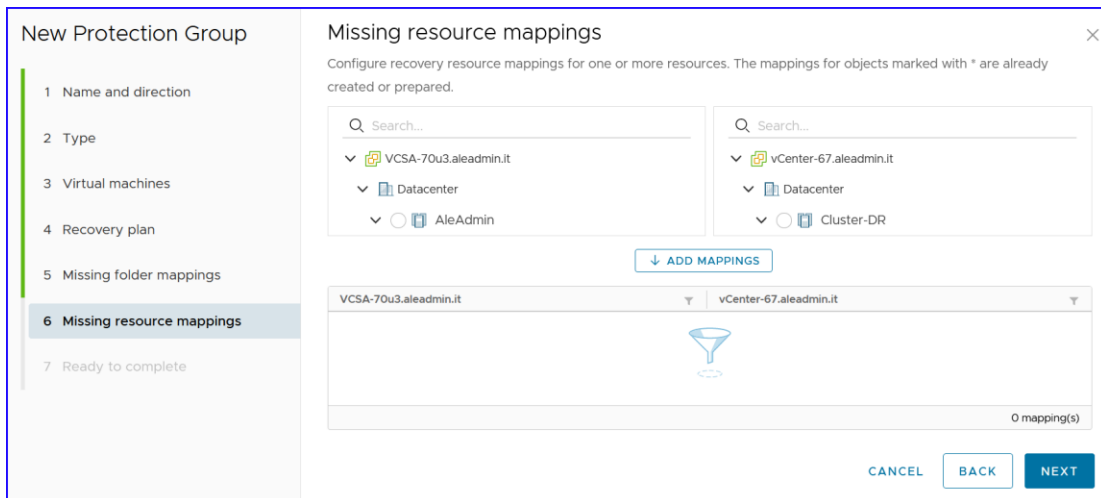 New Protection Group
1 Name and direction
2 Type
3 Virtual machines
4 Recovery plan
5 Missing folder mappings
6 Missing resource mappings
7 Ready to complete
Missing resource mappings
Configure recovery resource mappings for one or more resources. The mappings for objects marked with * are already
created or prepared.
Search...
VCSA-70u3.aleadmin.it
Datacenter
AleAdmin
Search...
vCenter-67.aleadmin.it
Datacenter
Cluster-DR
ADD MAPPINGS
VCSA-70u3.aleadmin.it
vCenter-67.aleadmin.it
0 mapping(s)
CANCEL
BACK
NEXT